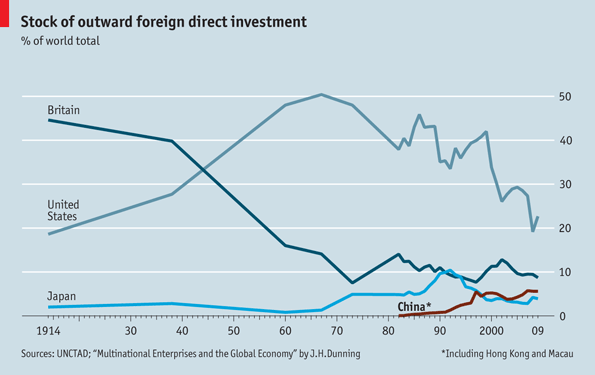 Stock of outward foreign direct investment
% of world total
Britain
United
States
Japan
China*
50
40
30
20
10
0
1914 30 40 50 60 70 80 90 2000 09
Sources: UNCTAD; "Multinational Enterprises and the Global Economy" by J.H.Dunning *Including Hong Kong and Macau